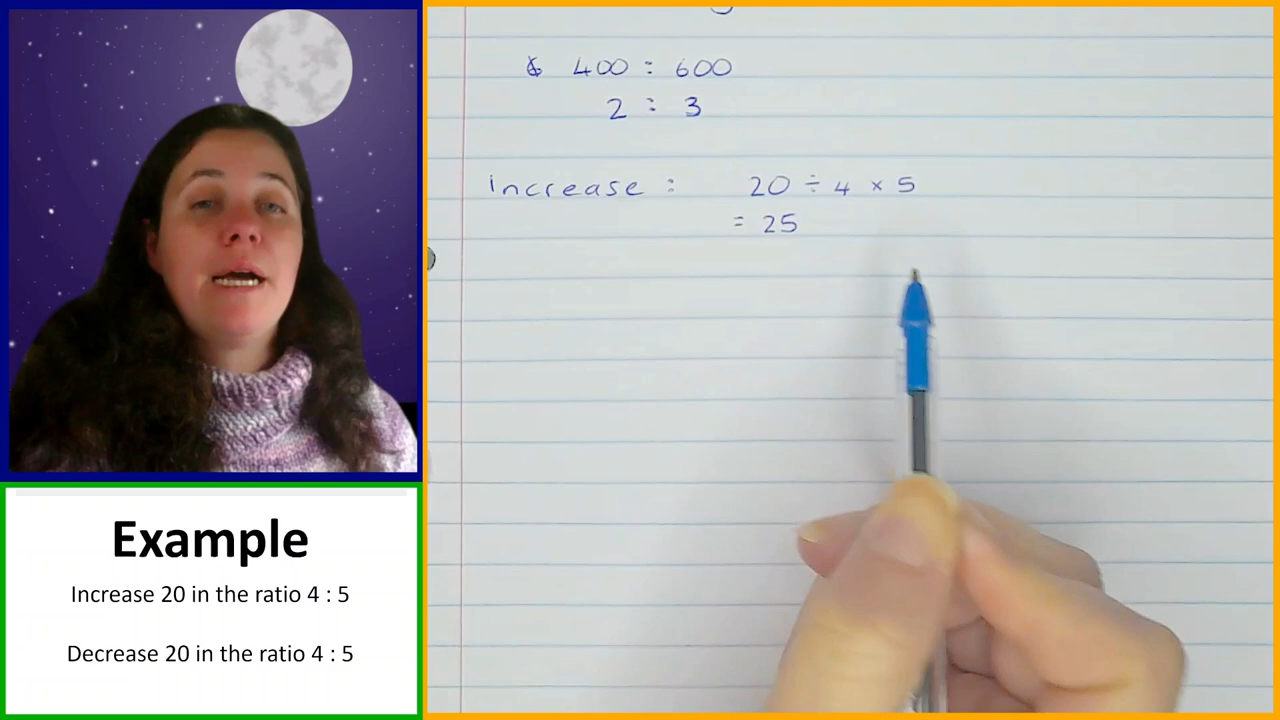 400 : 600
2 : 3
Increase : 20 ÷ 4 × 5
= 25
Example
Increase 20 in the ratio 4 : 5
Decrease 20 in the ratio 4 : 5